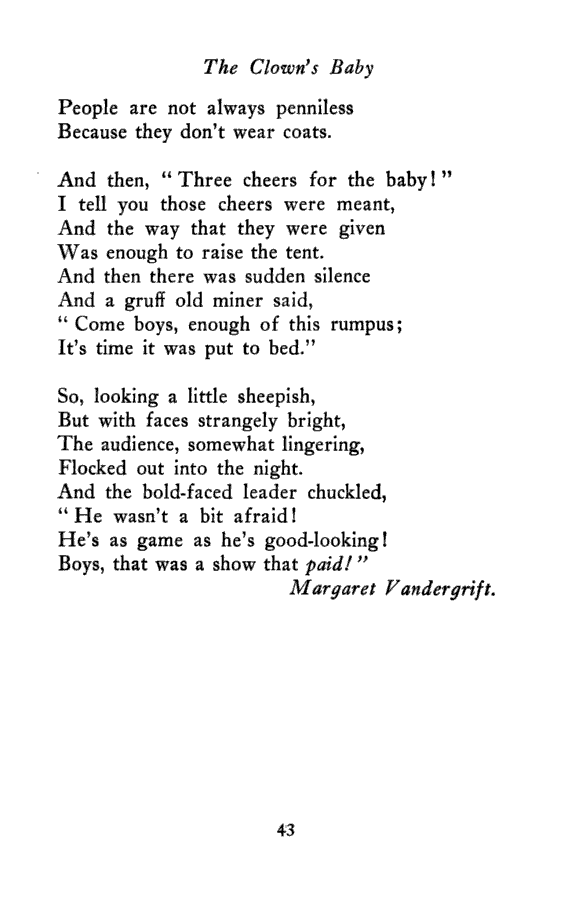 The Clown's Baby
People are not always penniless
Because they don't wear coats.
And then, " Three cheers for the baby! "
I tell you those cheers were meant,
And the way that they were given
Was enough to raise the tent.
And then there was sudden silence
And a gruff old miner said,
" Come boys, enough of this rumpus;
It's time it was put to bed."
So, looking a little sheepish,
But with faces strangely bright,
The audience, somewhat lingering,
Flocked out into the night.
And the bold-faced leader chuckled,
" He wasn't a bit afraid!
He's as game as he's good-looking!
Boys, that was a show that paid! "
Margaret Vandergrift.
43